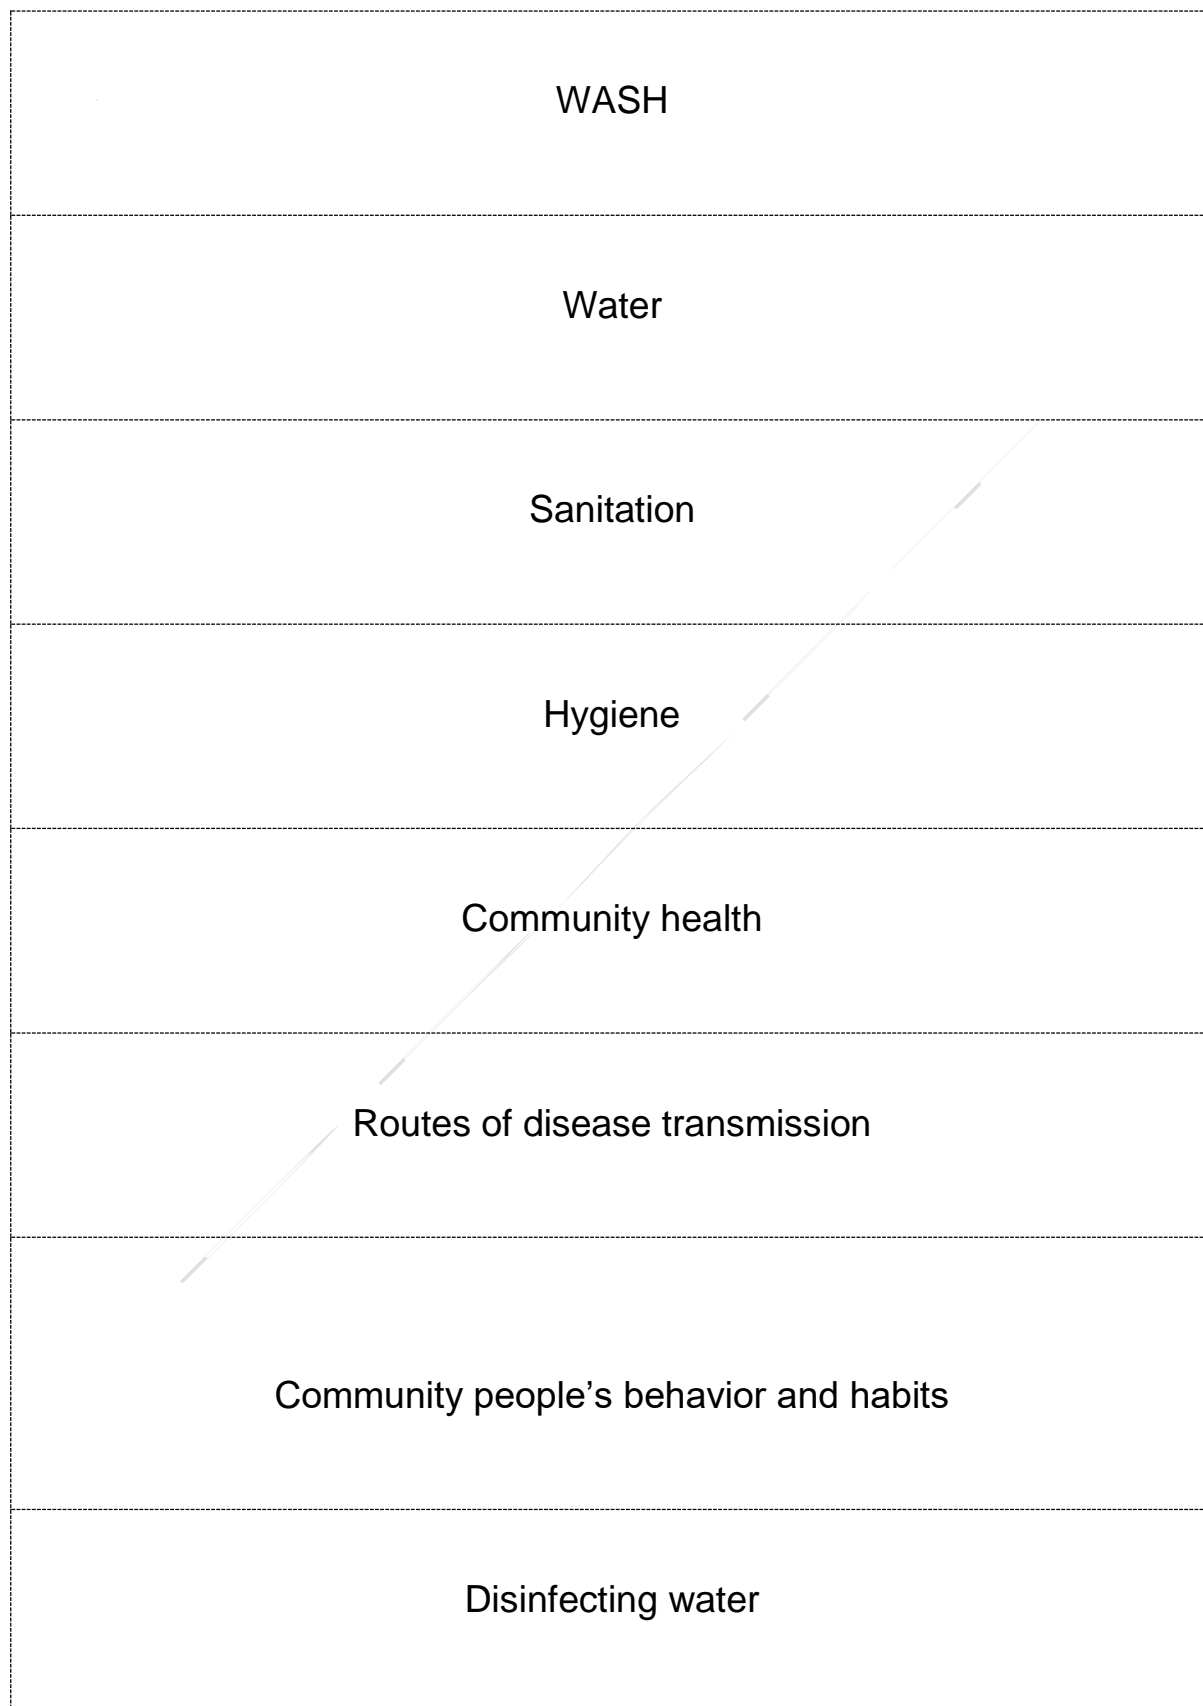 WASH
Water
Sanitation
Hygiene
Community health
Routes of disease transmission
Community people’s behavior and habits
Disinfecting water